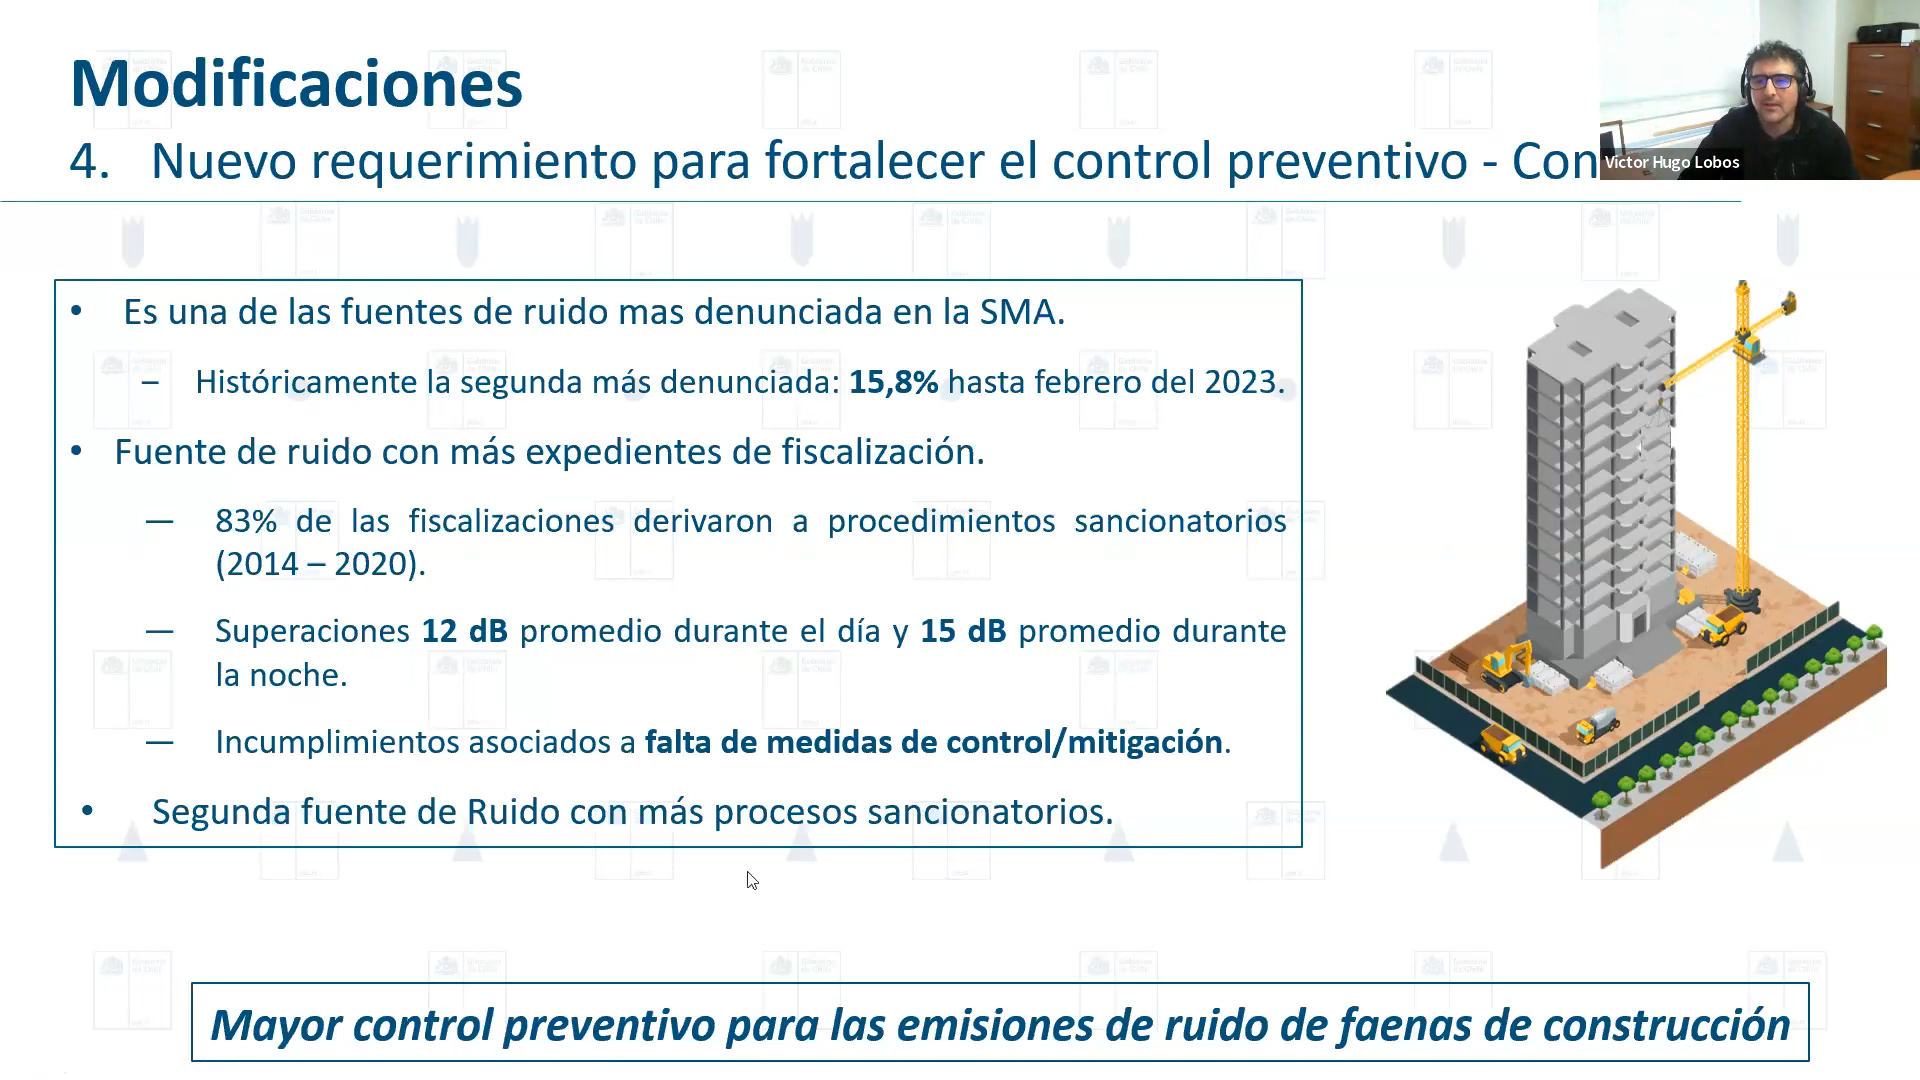 Modificaciones
4. Nuevo requerimiento para fortalecer el control preventivo - Con
Victor Hugo Lobos
• Es una de las fuentes de ruido mas denunciada en la SMA.
– Históricamente la segunda más denunciada: 15,8% hasta febrero del 2023.
• Fuente de ruido con más expedientes de fiscalización.
— 83% de las fiscalizaciones derivaron a procedimientos sancionatorios
(2014 – 2020).
— Superaciones 12 dB promedio durante el día y 15 dB promedio durante
la noche.
— Incumplimientos asociados a falta de medidas de control/mitigación.
• Segunda fuente de Ruido con más procesos sancionatorios.
Mayor control preventivo para las emisiones de ruido de faenas de construcción